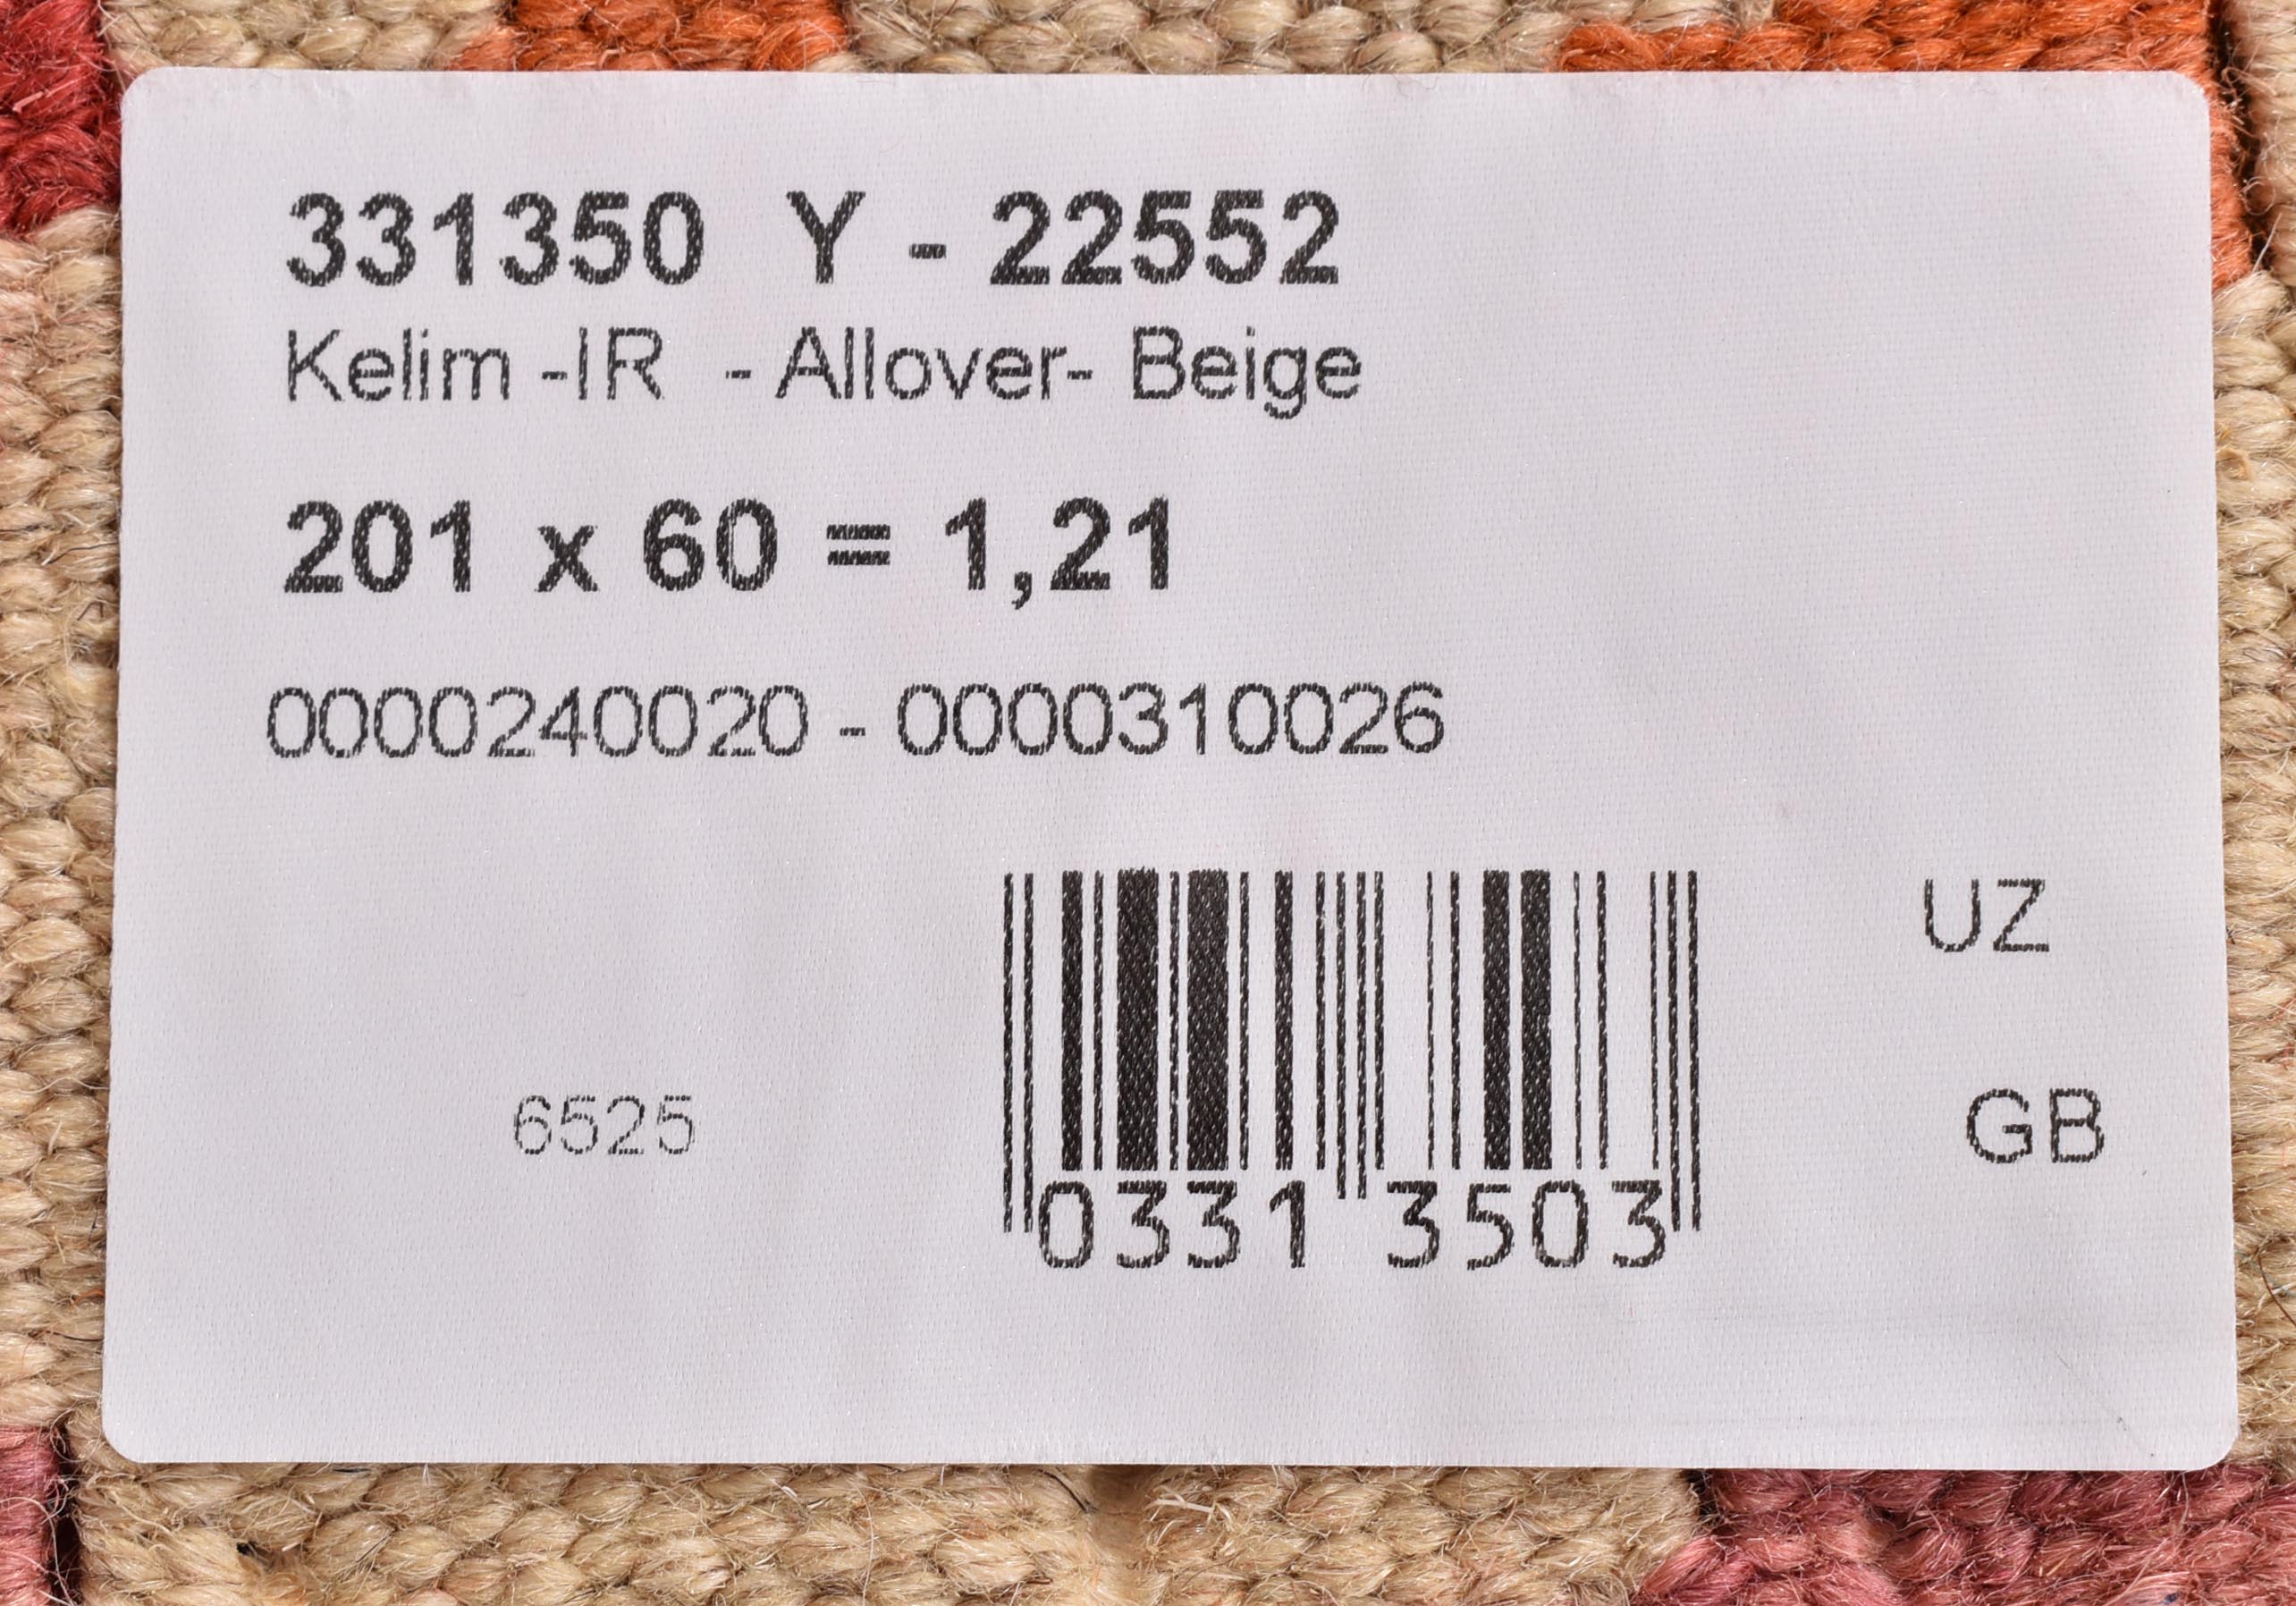 331350 Y - 22552
Kelim -IR - Allover- Beige
201 x 60 = 1,21
0000240020 - 0000310026
UZ
6525
GB
0331 3503